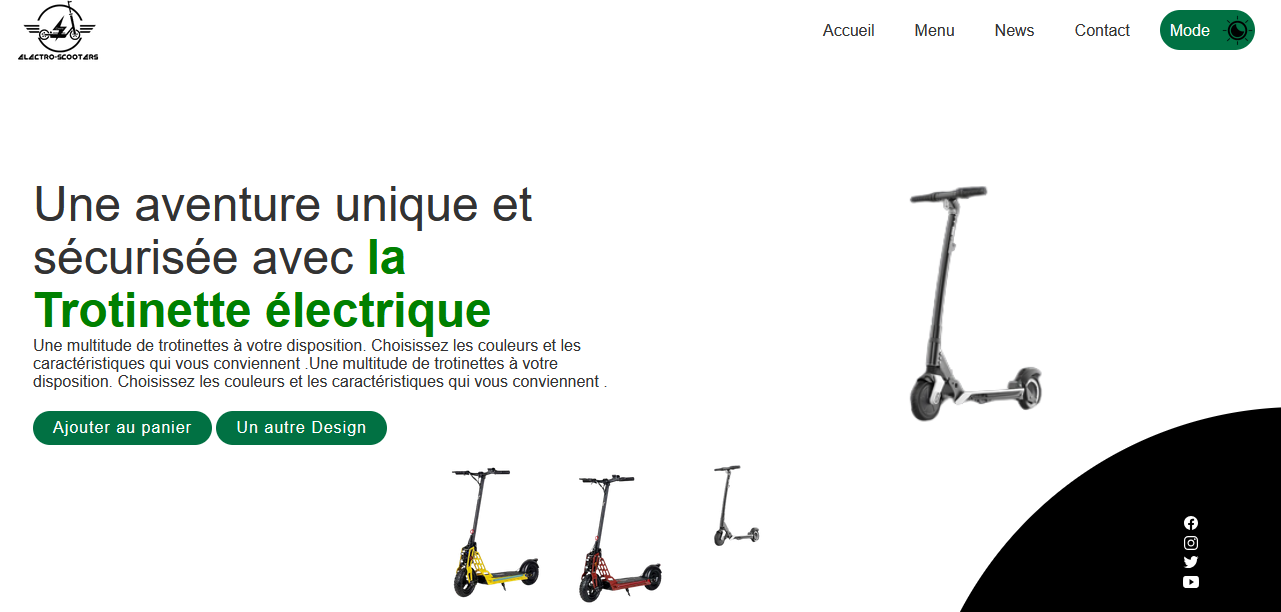 ELECTRO-SCOOTERS
Accueil
Menu
News
Contact
Mode
Une aventure unique et
sécurisée avec la
Trotinette électrique
Une multitude de trotinettes à votre disposition. Choisissez les couleurs et les
caractéristiques qui vous conviennent .Une multitude de trotinettes à votre
disposition. Choisissez les couleurs et les caractéristiques qui vous conviennent .
Ajouter au panier
Un autre Design